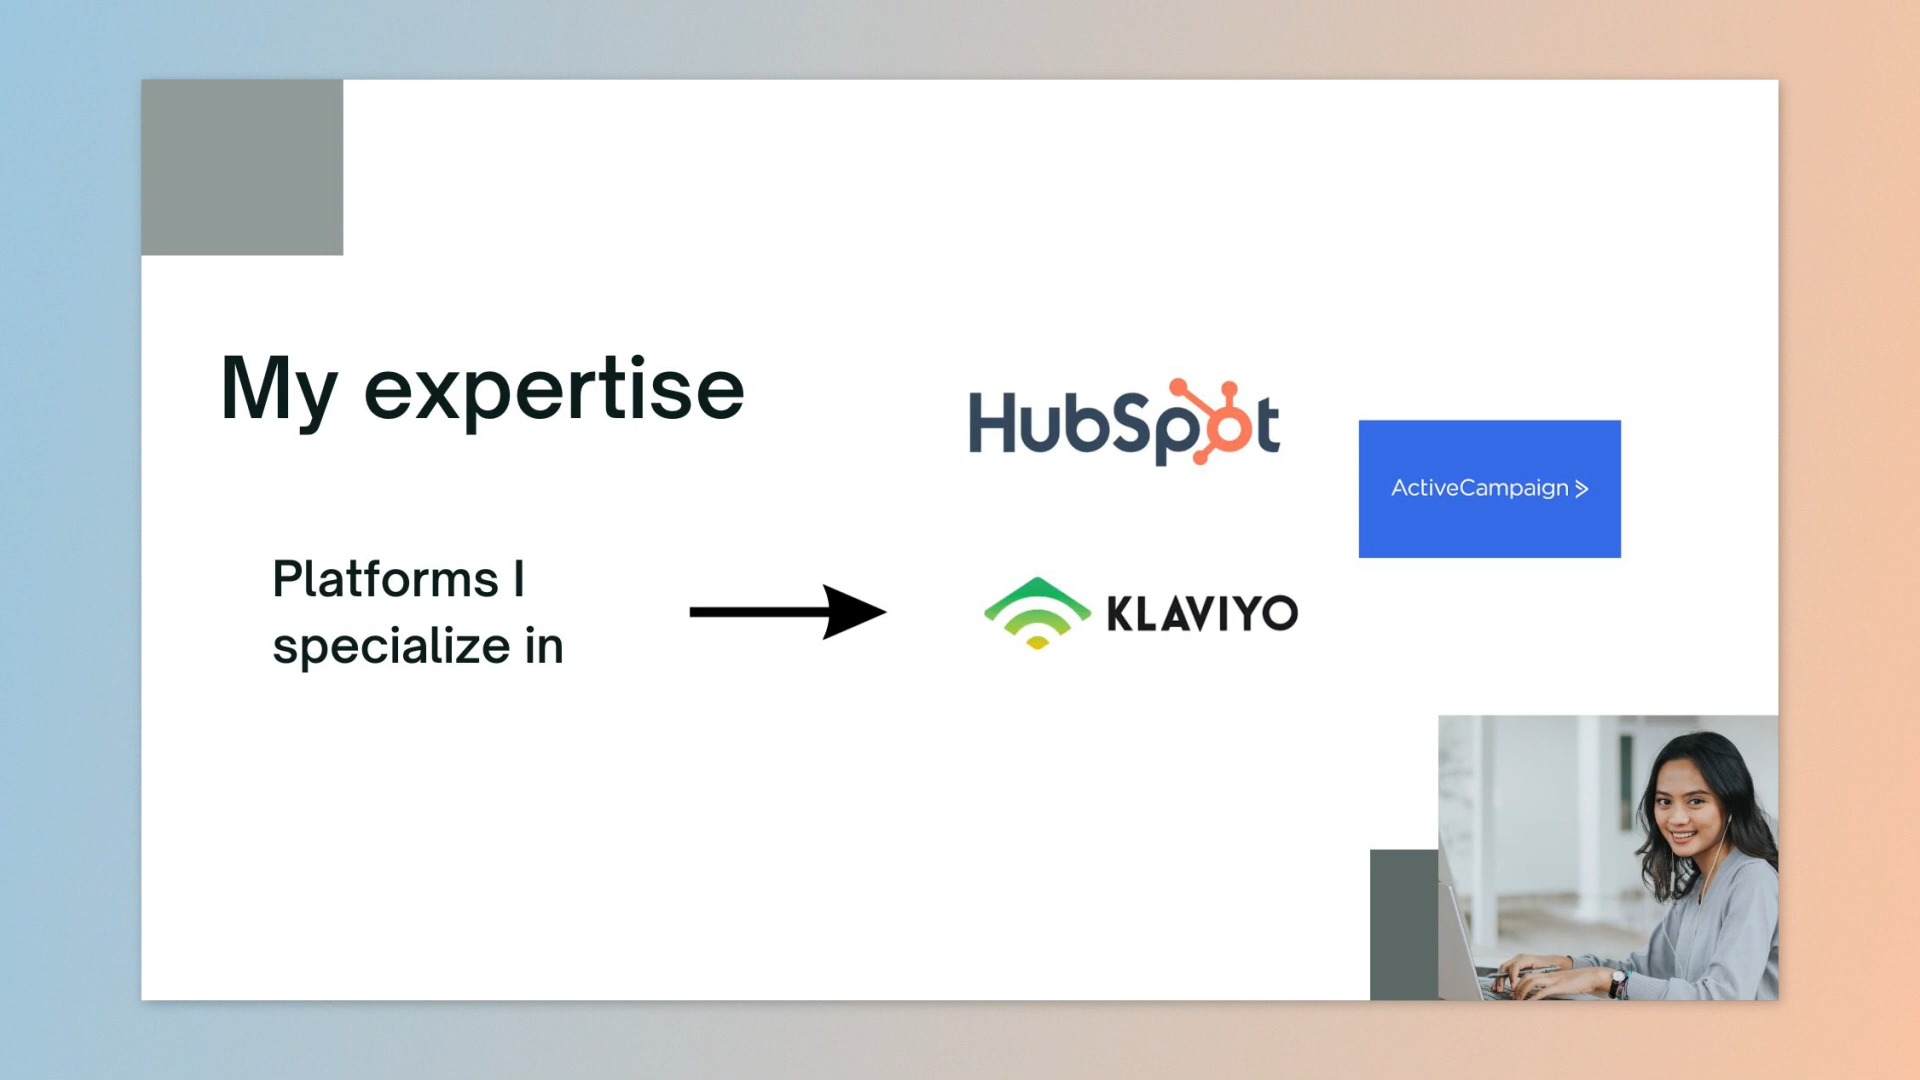 My expertise
HubSpot
ActiveCampaign
Platforms I
specialize in
KLAVIYO